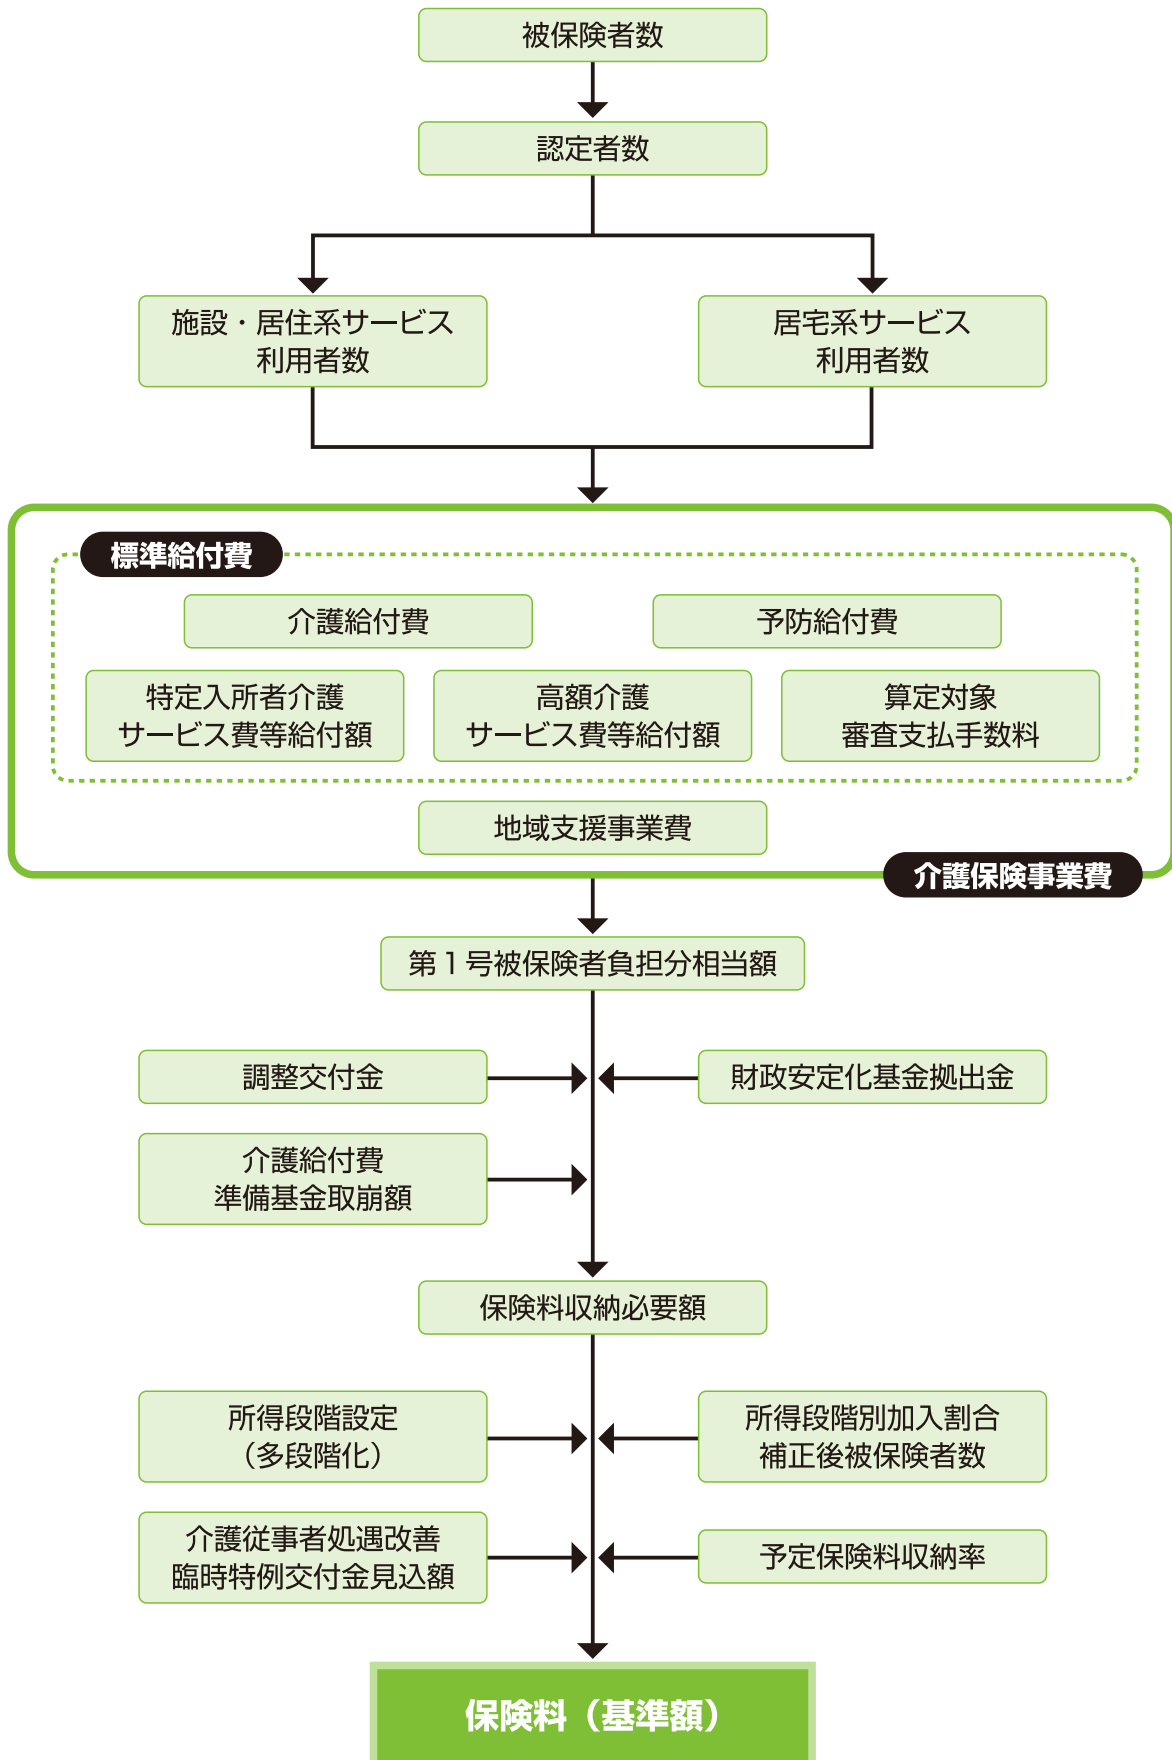 被保険者数
認定者数
施設・居住系サービス
利用者数
居宅系サービス
利用者数
標準給付費
介護給付費
予防給付費
特定入所者介護
サービス費等給付額
高額介護
サービス費等給付額
算定対象
審査支払手数料
地域支援事業費
介護保険事業費
第1号被保険者負担分相当額
調整交付金
財政安定化基金拠出金
介護給付費
準備基金取崩額
保険料収納必要額
所得段階設定
（多段階化）
所得段階別加入割合
補正後被保険者数
介護従事者処遇改善
臨時特例交付金見込額
予定保険料収納率
保険料（基準額）